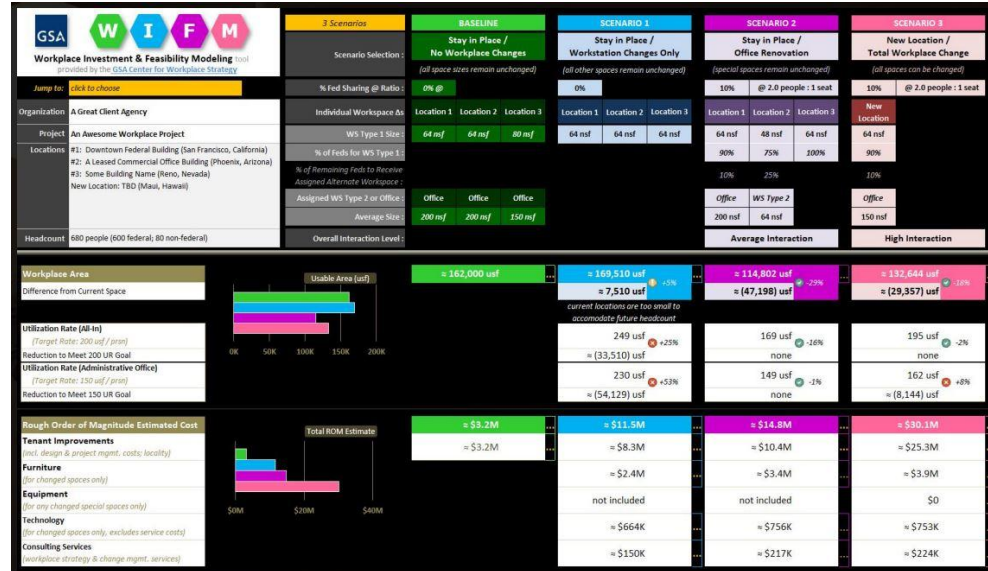 GSA
W I F M
Workplace Investment & Feasibility Modeling tool
provided by the GSA Center for Workplace Strategy
Jump to: click to choose
Organization A Great Client Agency
Project An Awesome Workplace Project
Locations #1: Downtown Federal Building (San Francisco, California)
#2: A Leased Commercial Office Building (Phoenix, Arizona)
#3: Some Building Name (Reno, Nevada)
New Location: TBD (Maui, Hawaii)
Headcount 680 people (600 federal; 80 non-federal)
3 Scenarios BASELINE SCENARIO 1 SCENARIO 2 SCENARIO 3
Scenario Selection :
Stay in Place / No Workplace Changes
(all space sizes remain unchanged)
Stay in Place / Workstation Changes Only
(all other spaces remain unchanged)
Stay in Place / Office Renovation
(special spaces remain unchanged)
New Location / Total Workplace Change
(all spaces can be changed)
% Fed Sharing @ Ratio : 0% @ 0% 10% @ 2.0 people : 1 seat 10% @ 2.0 people : 1 seat
Individual Workspace Δs Location 1 Location 2 Location 3 Location 1 Location 2 Location 3 Location 1 Location 2 Location 3 New Location
WS Type 1 Size : 64 nsf 64 nsf 80 nsf 64 nsf 64 nsf 64 nsf 64 nsf 48 nsf 64 nsf 64 nsf
% of Feds for WS Type 1 : 90% 75% 100% 90%
% of Remaining Feds to Receive
Assigned Alternate Workspace : 10% 25% 10%
Assigned WS Type 2 or Office : Office Office Office Office WS Type 2 Office
Average Size : 200 nsf 200 nsf 150 nsf 200 nsf 64 nsf 150 nsf
Overall Interaction Level : Average Interaction High Interaction
Workplace Area ≈ 162,000 usf ... ≈ 169,510 usf ... ≈ 114,802 usf ... ≈ 132,644 usf ...
Difference from Current Space ≈ 7,510 usf +5% ≈ (47,198) usf -29% ≈ (29,357) usf -18%
current locations are too small to
accomodate future headcount
Usable Area (usf)
0K 50K 100K 150K 200K
Utilization Rate (All-In) 249 usf +25% 169 usf -16% 195 usf -2%
(Target Rate: 200 usf / prsn)
Reduction to Meet 200 UR Goal ≈ (33,510) usf none none
Utilization Rate (Administrative Office) 230 usf +53% 149 usf -1% 162 usf +8%
(Target Rate: 150 usf / prsn)
Reduction to Meet 150 UR Goal ≈ (54,129) usf none ≈ (8,144) usf
Rough Order of Magnitude Estimated Cost ≈ $3.2M ... ≈ $11.5M ... ≈ $14.8M ... ≈ $30.1M ...
Total ROM Estimate
$0M $20M $40M
Tenant Improvements ≈ $3.2M ≈ $8.3M ≈ $10.4M ≈ $25.3M
(incl. design & project mgmt. costs; locality)
Furniture ≈ $2.4M ≈ $3.4M ≈ $3.9M
(for changed spaces only)
Equipment not included not included $0
(for any changed special spaces only)
Technology ≈ $664K ≈ $756K ≈ $753K
(for changed spaces only, excludes service costs)
Consulting Services ≈ $150K ≈ $217K ≈ $224K
(workplace strategy & change mgmt. services)